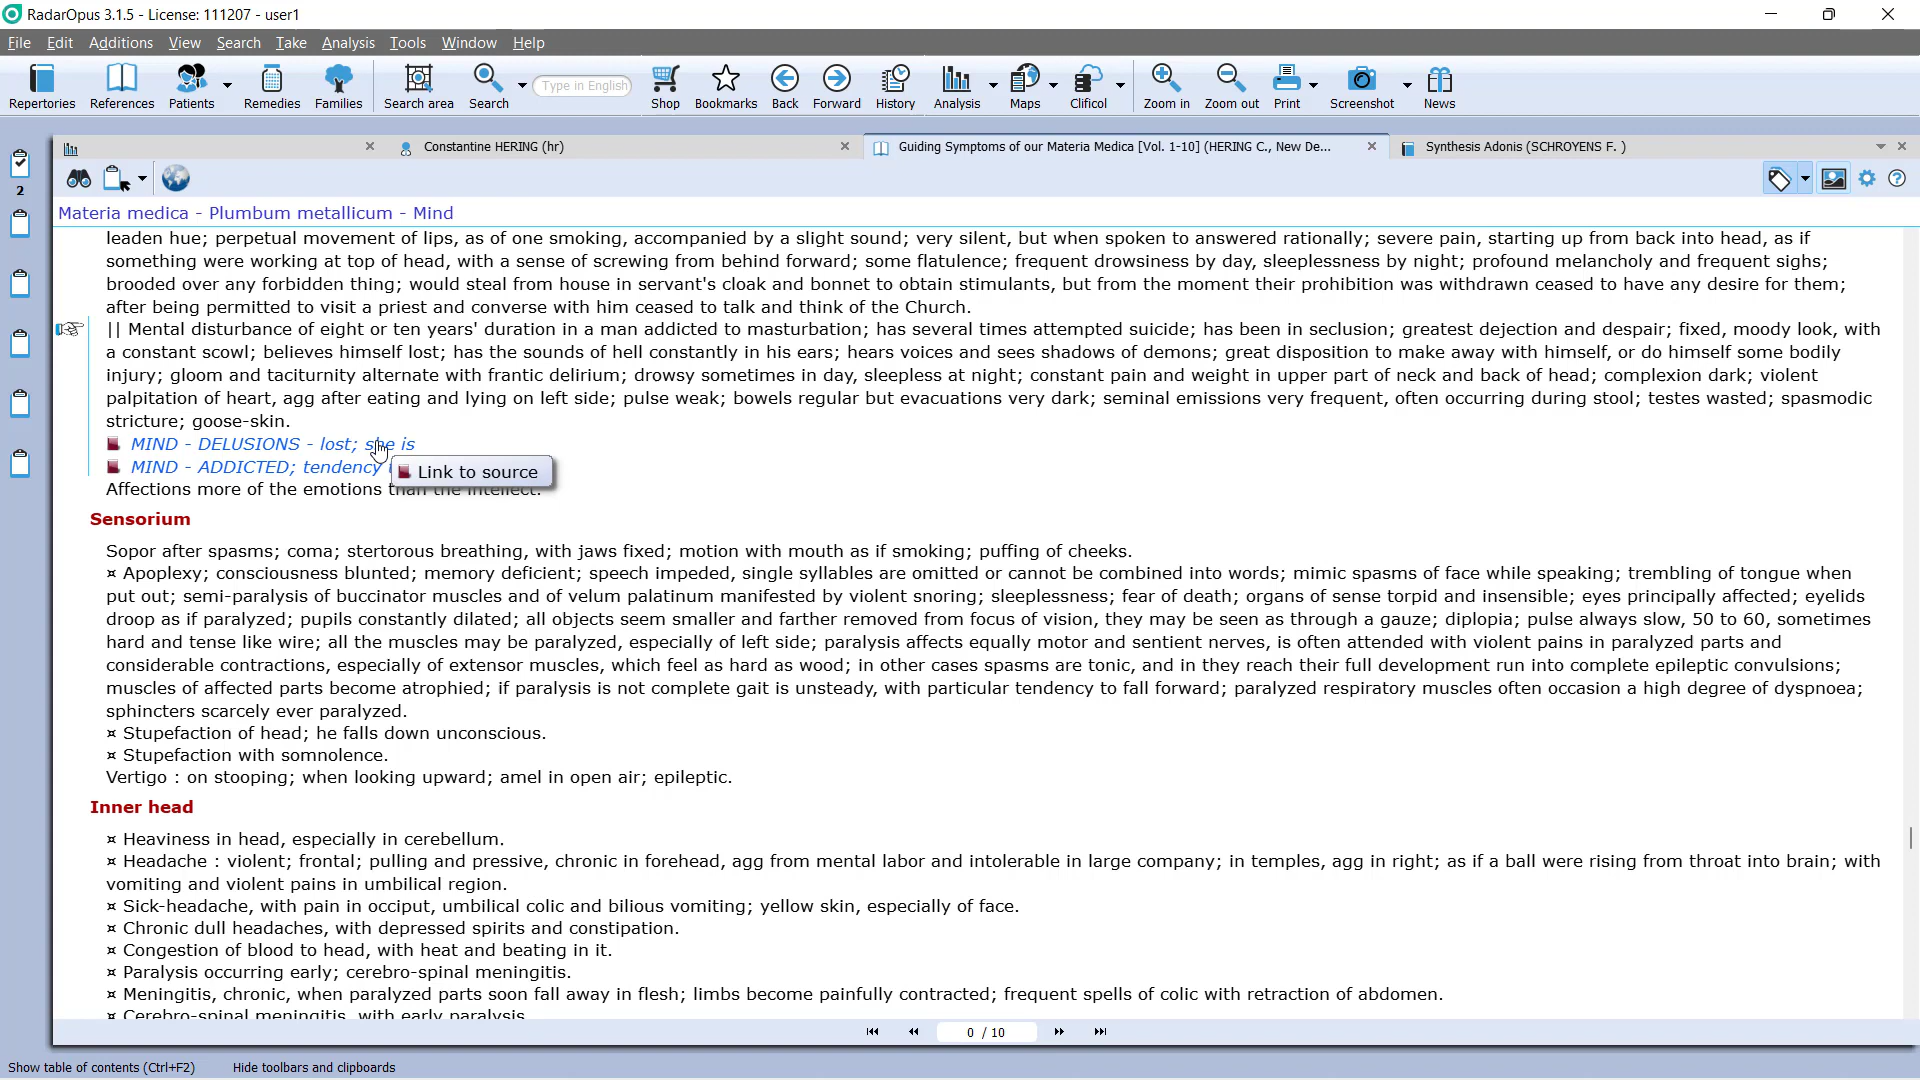 RadarOpus 3.1.5 - License: 111207 - user1
File Edit Additions View Search Take Analysis Tools Window Help
Type in English
Repertories References Patients Remedies Families Search area Search Shop Bookmarks Back Forward History Analysis Maps Clificol Zoom in Zoom out Print Screenshot News
Constantine HERING (hr)
Guiding Symptoms of our Materia Medica [Vol. 1-10] (HERING C., New De...
Synthesis Adonis (SCHROYENS F. )
2
Materia medica - Plumbum metallicum - Mind
leaden hue; perpetual movement of lips, as of one smoking, accompanied by a slight sound; very silent, but when spoken to answered rationally; severe pain, starting up from back into head, as if
something were working at top of head, with a sense of screwing from behind forward; some flatulence; frequent drowsiness by day, sleeplessness by night; profound melancholy and frequent sighs;
brooded over any forbidden thing; would steal from house in servant's cloak and bonnet to obtain stimulants, but from the moment their prohibition was withdrawn ceased to have any desire for them;
after being permitted to visit a priest and converse with him ceased to talk and think of the Church.
|| Mental disturbance of eight or ten years' duration in a man addicted to masturbation; has several times attempted suicide; has been in seclusion; greatest dejection and despair; fixed, moody look, with
a constant scowl; believes himself lost; has the sounds of hell constantly in his ears; hears voices and sees shadows of demons; great disposition to make away with himself, or do himself some bodily
injury; gloom and taciturnity alternate with frantic delirium; drowsy sometimes in day, sleepless at night; constant pain and weight in upper part of neck and back of head; complexion dark; violent
palpitation of heart, agg after eating and lying on left side; pulse weak; bowels regular but evacuations very dark; seminal emissions very frequent, often occurring during stool; testes wasted; spasmodic
stricture; goose-skin.
MIND - DELUSIONS - lost; she is
MIND - ADDICTED; tendency
Link to source
Affections more of the emotions than the intellect.
Sensorium
Sopor after spasms; coma; stertorous breathing, with jaws fixed; motion with mouth as if smoking; puffing of cheeks.
¤ Apoplexy; consciousness blunted; memory deficient; speech impeded, single syllables are omitted or cannot be combined into words; mimic spasms of face while speaking; trembling of tongue when
put out; semi-paralysis of buccinator muscles and of velum palatinum manifested by violent snoring; sleeplessness; fear of death; organs of sense torpid and insensible; eyes principally affected; eyelids
droop as if paralyzed; pupils constantly dilated; all objects seem smaller and farther removed from focus of vision, they may be seen as through a gauze; diplopia; pulse always slow, 50 to 60, sometimes
hard and tense like wire; all the muscles may be paralyzed, especially of left side; paralysis affects equally motor and sentient nerves, is often attended with violent pains in paralyzed parts and
considerable contractions, especially of extensor muscles, which feel as hard as wood; in other cases spasms are tonic, and in they reach their full development run into complete epileptic convulsions;
muscles of affected parts become atrophied; if paralysis is not complete gait is unsteady, with particular tendency to fall forward; paralyzed respiratory muscles often occasion a high degree of dyspnoea;
sphincters scarcely ever paralyzed.
¤ Stupefaction of head; he falls down unconscious.
¤ Stupefaction with somnolence.
Vertigo : on stooping; when looking upward; amel in open air; epileptic.
Inner head
¤ Heaviness in head, especially in cerebellum.
¤ Headache : violent; frontal; pulling and pressive, chronic in forehead, agg from mental labor and intolerable in large company; in temples, agg in right; as if a ball were rising from throat into brain; with
vomiting and violent pains in umbilical region.
¤ Sick-headache, with pain in occiput, umbilical colic and bilious vomiting; yellow skin, especially of face.
¤ Chronic dull headaches, with depressed spirits and constipation.
¤ Congestion of blood to head, with heat and beating in it.
¤ Paralysis occurring early; cerebro-spinal meningitis.
¤ Meningitis, chronic, when paralyzed parts soon fall away in flesh; limbs become painfully contracted; frequent spells of colic with retraction of abdomen.
¤ Cerebro-spinal meningitis, with early paralysis.
0 / 10
Show table of contents (Ctrl+F2) Hide toolbars and clipboards